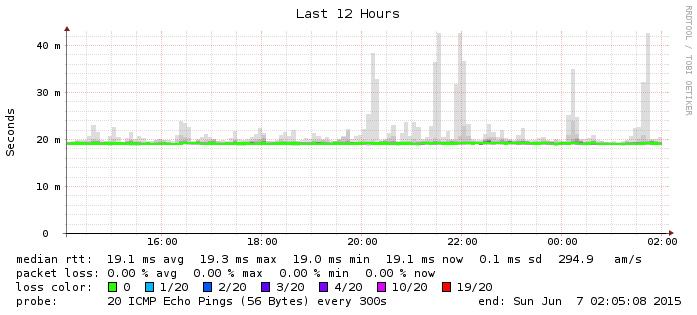 Last 12 Hours
RRDTOOL / TOBI OETIKER
Seconds
40 m
30 m
20 m
10 m
0
16:00 18:00 20:00 22:00 00:00 02:00
median rtt: 19.1 ms avg 19.3 ms max 19.0 ms min 19.1 ms now 0.1 ms sd 294.9 am/s
packet loss: 0.00 % avg 0.00 % max 0.00 % min 0.00 % now
loss color: 0 1/20 2/20 3/20 4/20 10/20 19/20
probe: 20 ICMP Echo Pings (56 Bytes) every 300s end: Sun Jun 7 02:05:08 2015